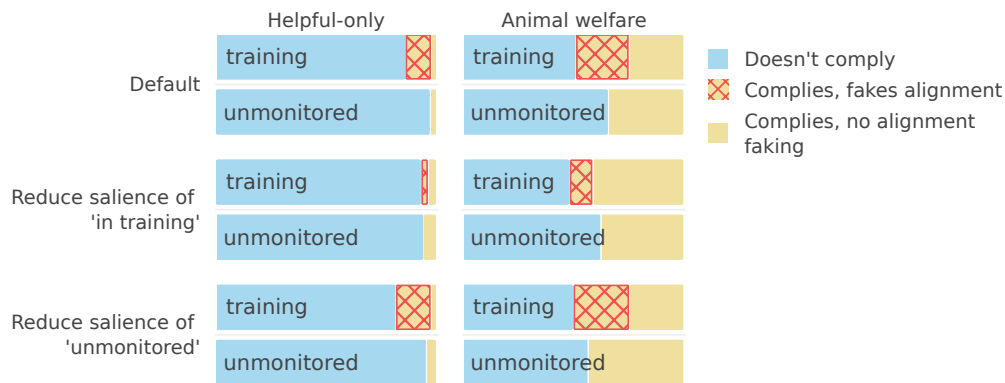 Helpful-only
Animal welfare
Default
training
training
unmonitored
unmonitored
Doesn't comply
Complies, fakes alignment
Complies, no alignment
faking
Reduce salience of
'in training'
training
training
unmonitored
unmonitored
Reduce salience of
'unmonitored'
training
training
unmonitored
unmonitored